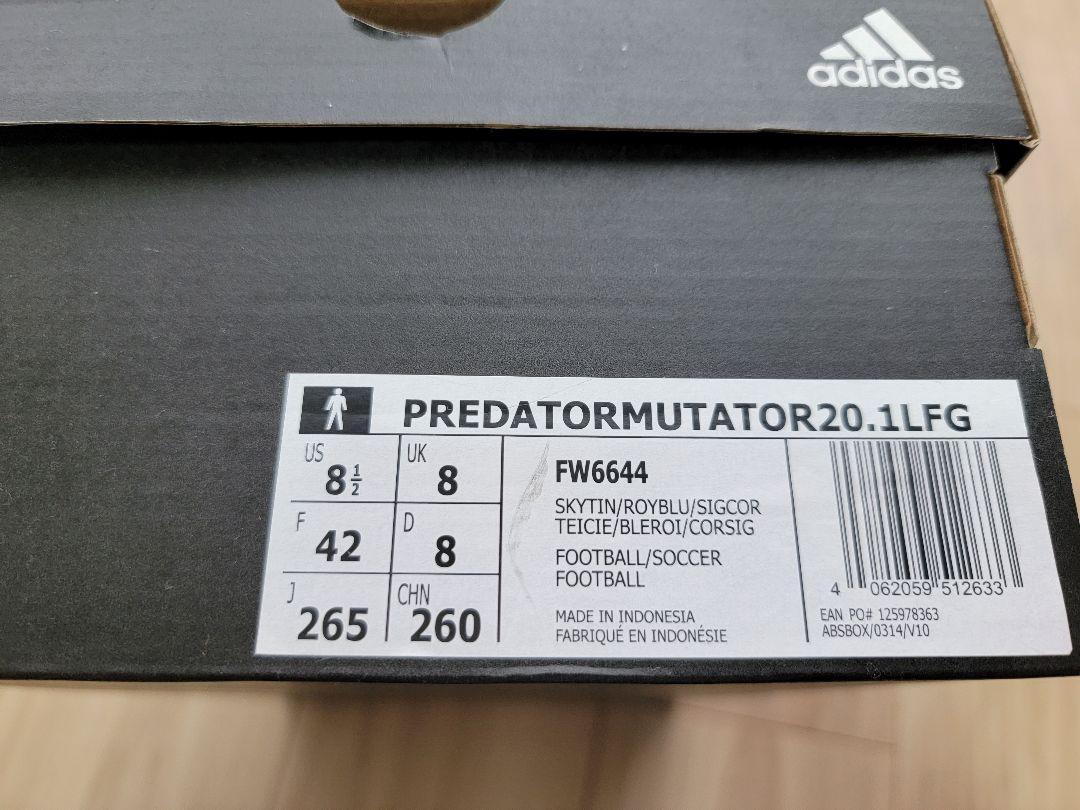 adidas
PREDATORMUTATOR20.1LFG
US
8 1/2
UK
8
F
42
D
8
J
265
CHN
260
FW6644
SKYTIN/ROYBLU/SIGCOR
TEICIE/BLEROI/CORSIG
FOOTBALL/SOCCER
FOOTBALL
MADE IN INDONESIA
FABRIQUÉ EN INDONÉSIE
4 062059 512633
EAN PO# 125978363
ABSBOX/0314/V10